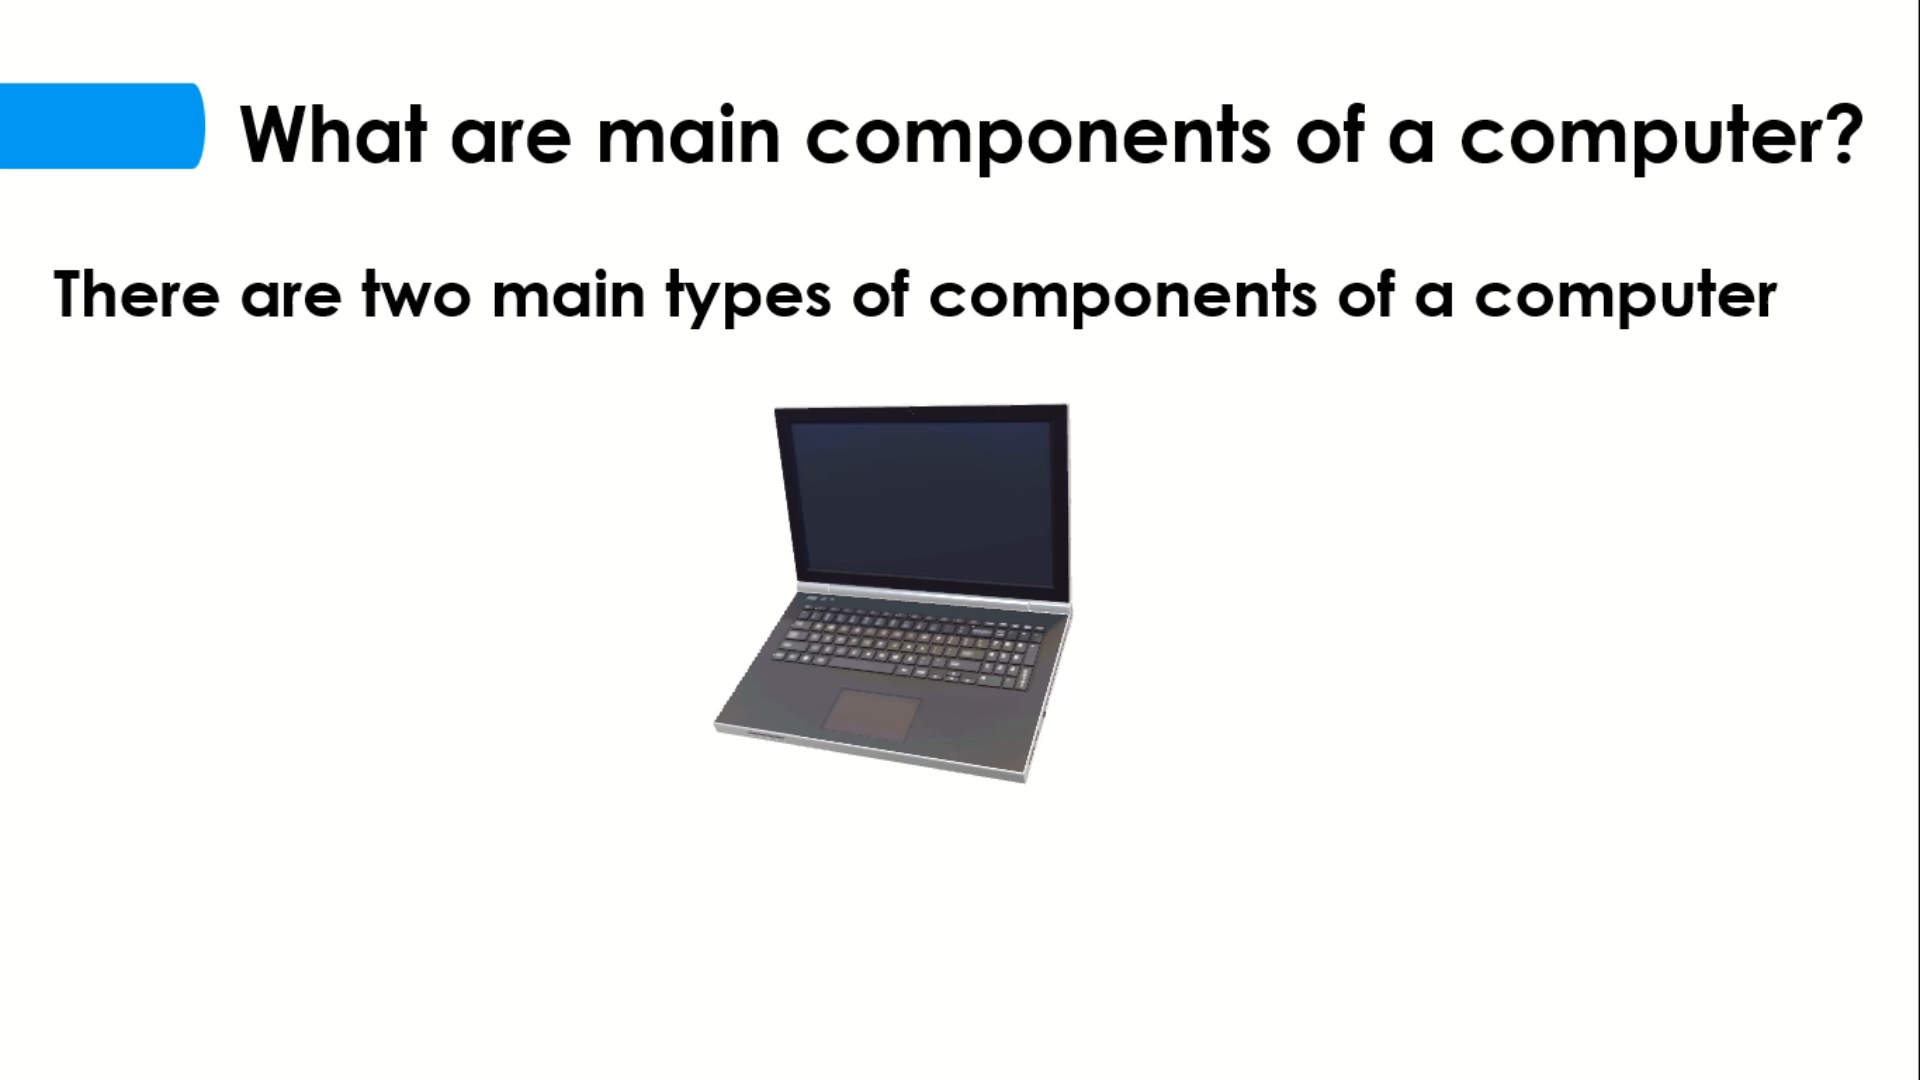 What are main components of a computer?
There are two main types of components of a computer